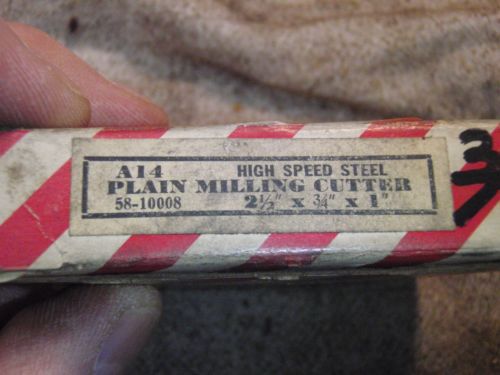 A14 HIGH SPEED STEEL
PLAIN MILLING CUTTER
58-10008 2½" x ¾" x 1"
3